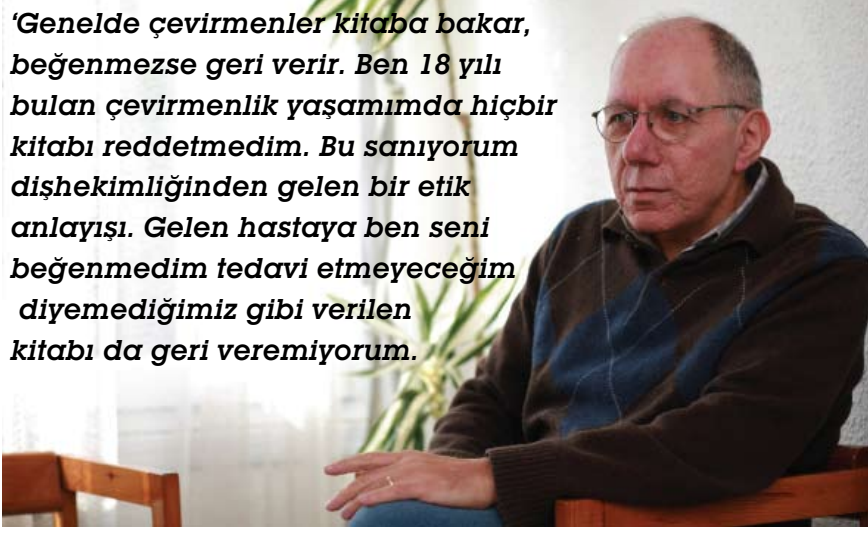 ‘Genelde çevirmenler kitaba bakar,
beğenmezse geri verir. Ben 18 yılı
bulan çevirmenlik yaşamımda hiçbir
kitabı reddetmedim. Bu sanıyorum
dişhekimliğinden gelen bir etik
anlayışı. Gelen hastaya ben seni
beğenmedim tedavi etmeyeceğim
diyemediğimiz gibi verilen
kitabı da geri veremiyorum.